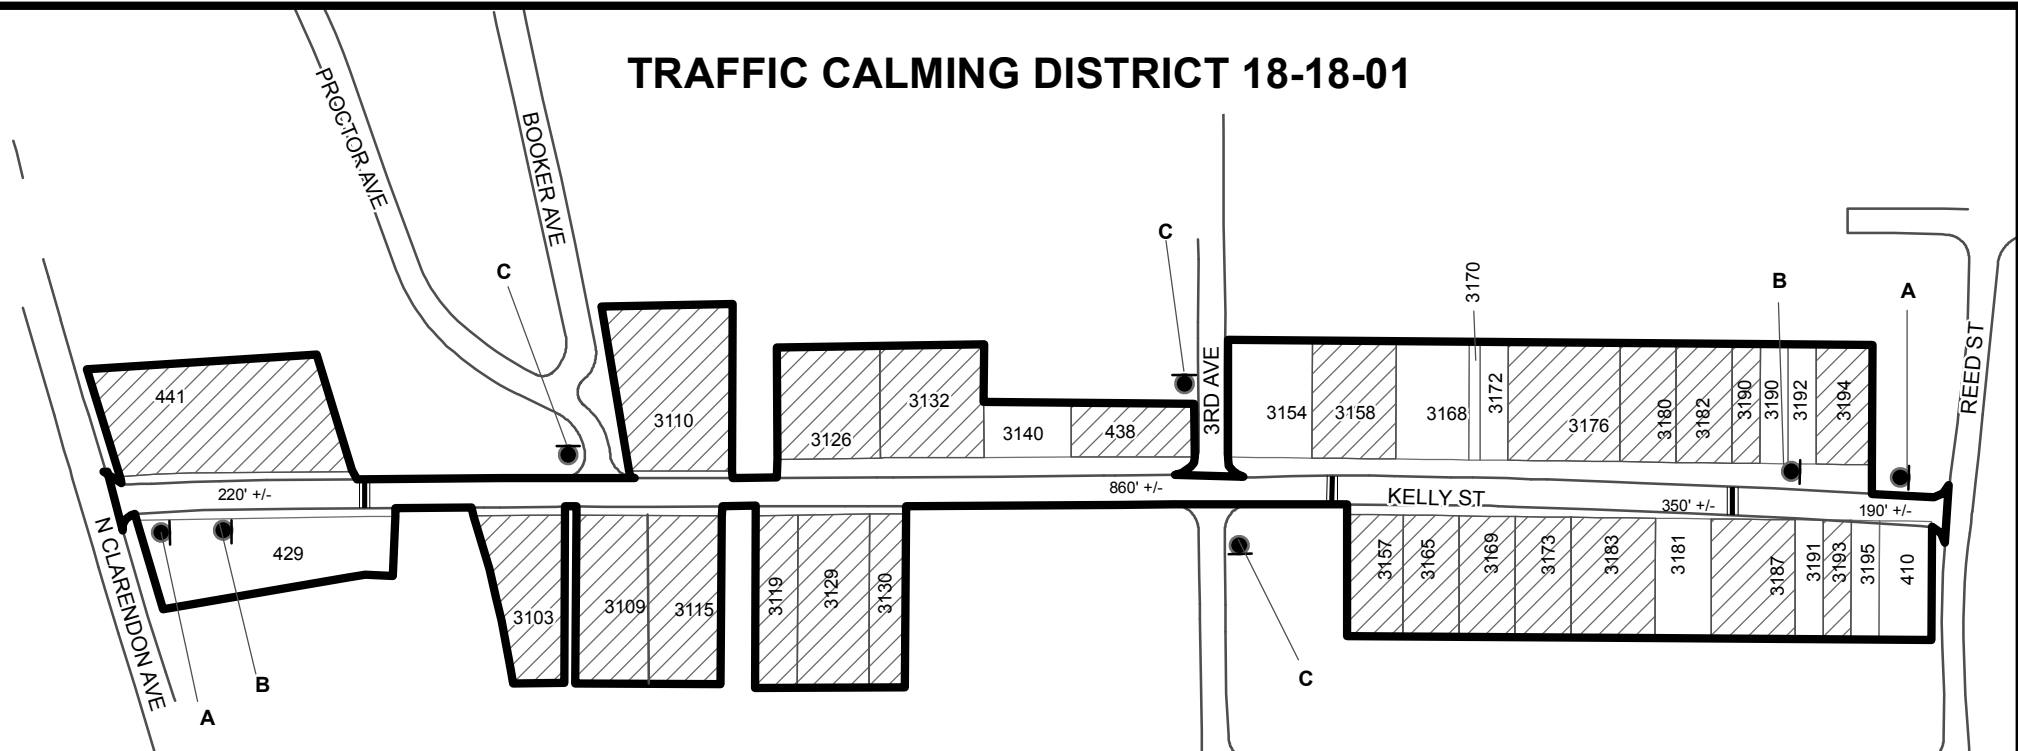 TRAFFIC CALMING DISTRICT 18-18-01
PROCTOR AVE
BOOKER AVE
C
C
3170
B
A
3RD AVE
REED ST
441
3110
3126
3132
3140
438
3154
3158
3168
3172
3176
3180
3182
3190
3190
3192
3194
220' +/-
860' +/-
KELLY ST
350' +/-
190' +/-
N CLARENDON AVE
429
3103
3109
3115
3119
3129
3130
3157
3165
3169
3173
3183
3181
3187
3191
3193
3195
410
B
A
C